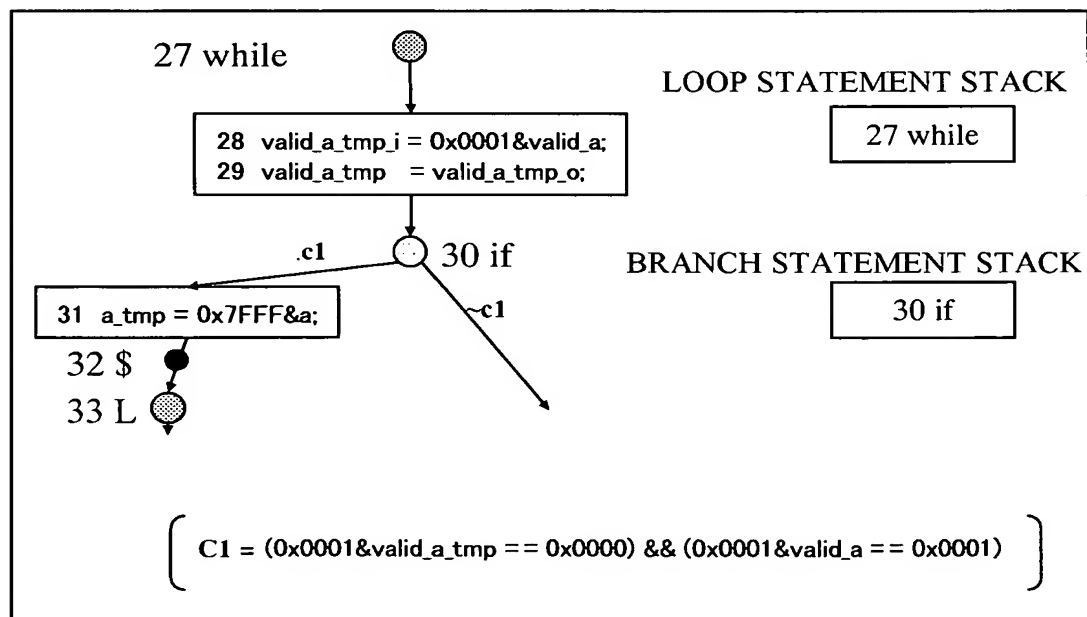 27 while
LOOP STATEMENT STACK
27 while
28 valid_a_tmp_i = 0x0001&valid_a;
29 valid_a_tmp = valid_a_tmp_o;
.c1
30 if
BRANCH STATEMENT STACK
30 if
~c1
31 a_tmp = 0x7FFF&a;
32 $
33 L
C1 = (0x0001&valid_a_tmp == 0x0000) && (0x0001&valid_a == 0x0001)